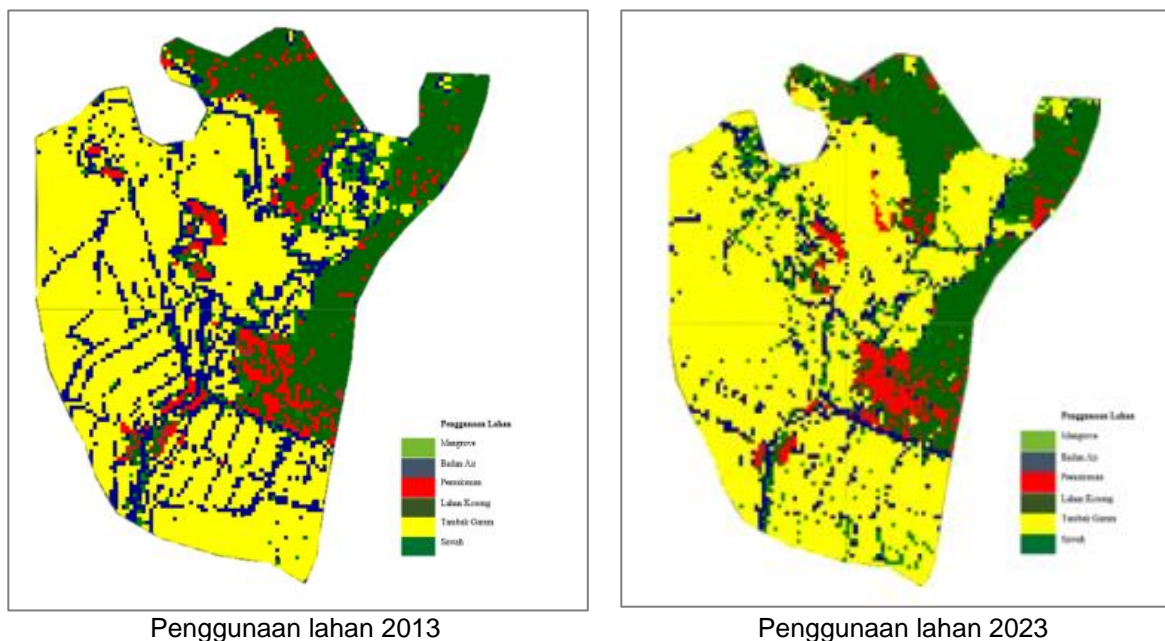 Penggunaan Lahan
Mangrove
Badan Air
Pemukiman
Lahan Kosong
Tambak Garam
Sawah
Penggunaan Lahan
Mangrove
Badan Air
Pemukiman
Lahan Kosong
Tambak Garam
Sawah
Penggunaan lahan 2013
Penggunaan lahan 2023